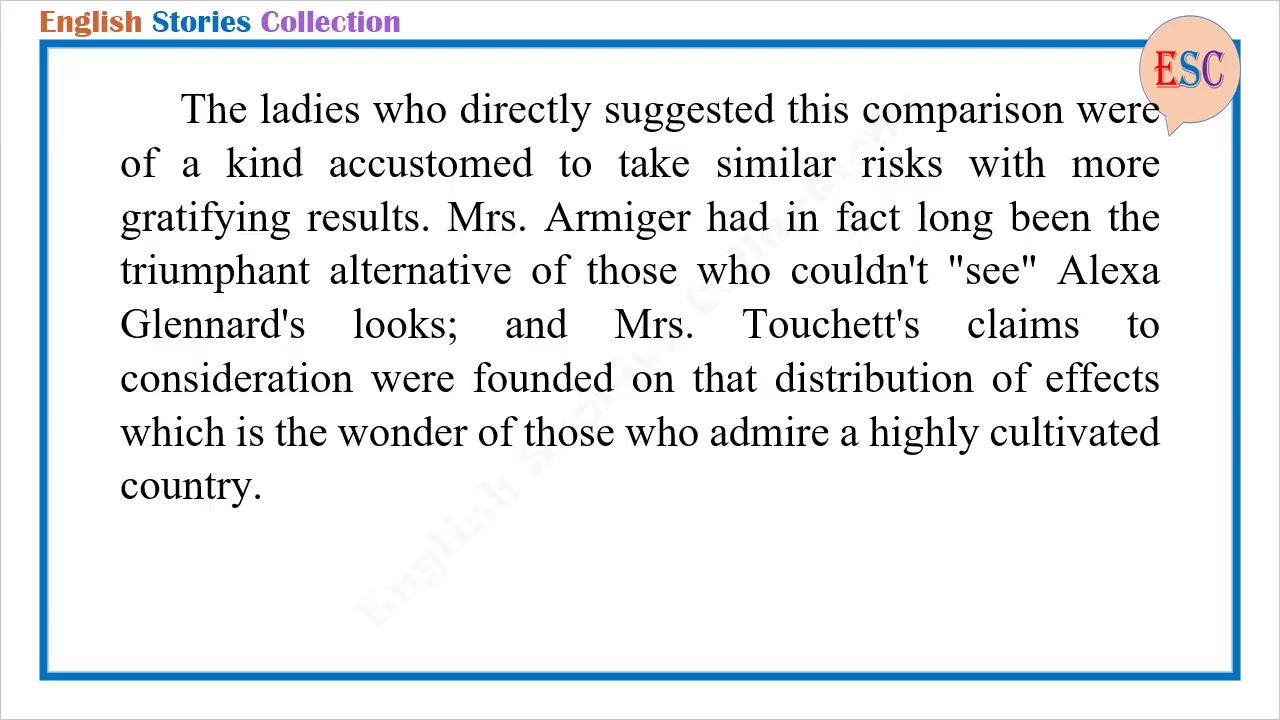 English Stories Collection
ESC
The ladies who directly suggested this comparison were
of a kind accustomed to take similar risks with more
gratifying results. Mrs. Armiger had in fact long been the
triumphant alternative of those who couldn't "see" Alexa
Glennard's looks; and Mrs. Touchett's claims to
consideration were founded on that distribution of effects
which is the wonder of those who admire a highly cultivated
country.
English Stories Collection